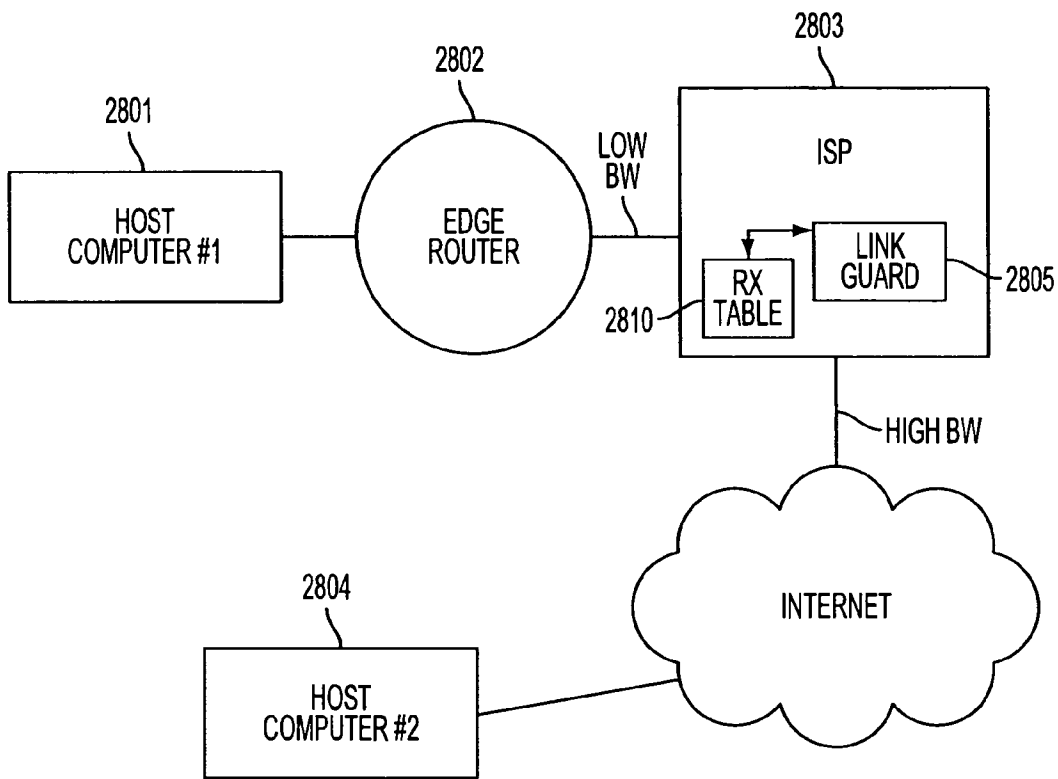 2801
HOST
COMPUTER #1
2802
EDGE
ROUTER
LOW
BW
2803
ISP
LINK
GUARD
2805
RX
TABLE
2810
HIGH BW
INTERNET
2804
HOST
COMPUTER #2